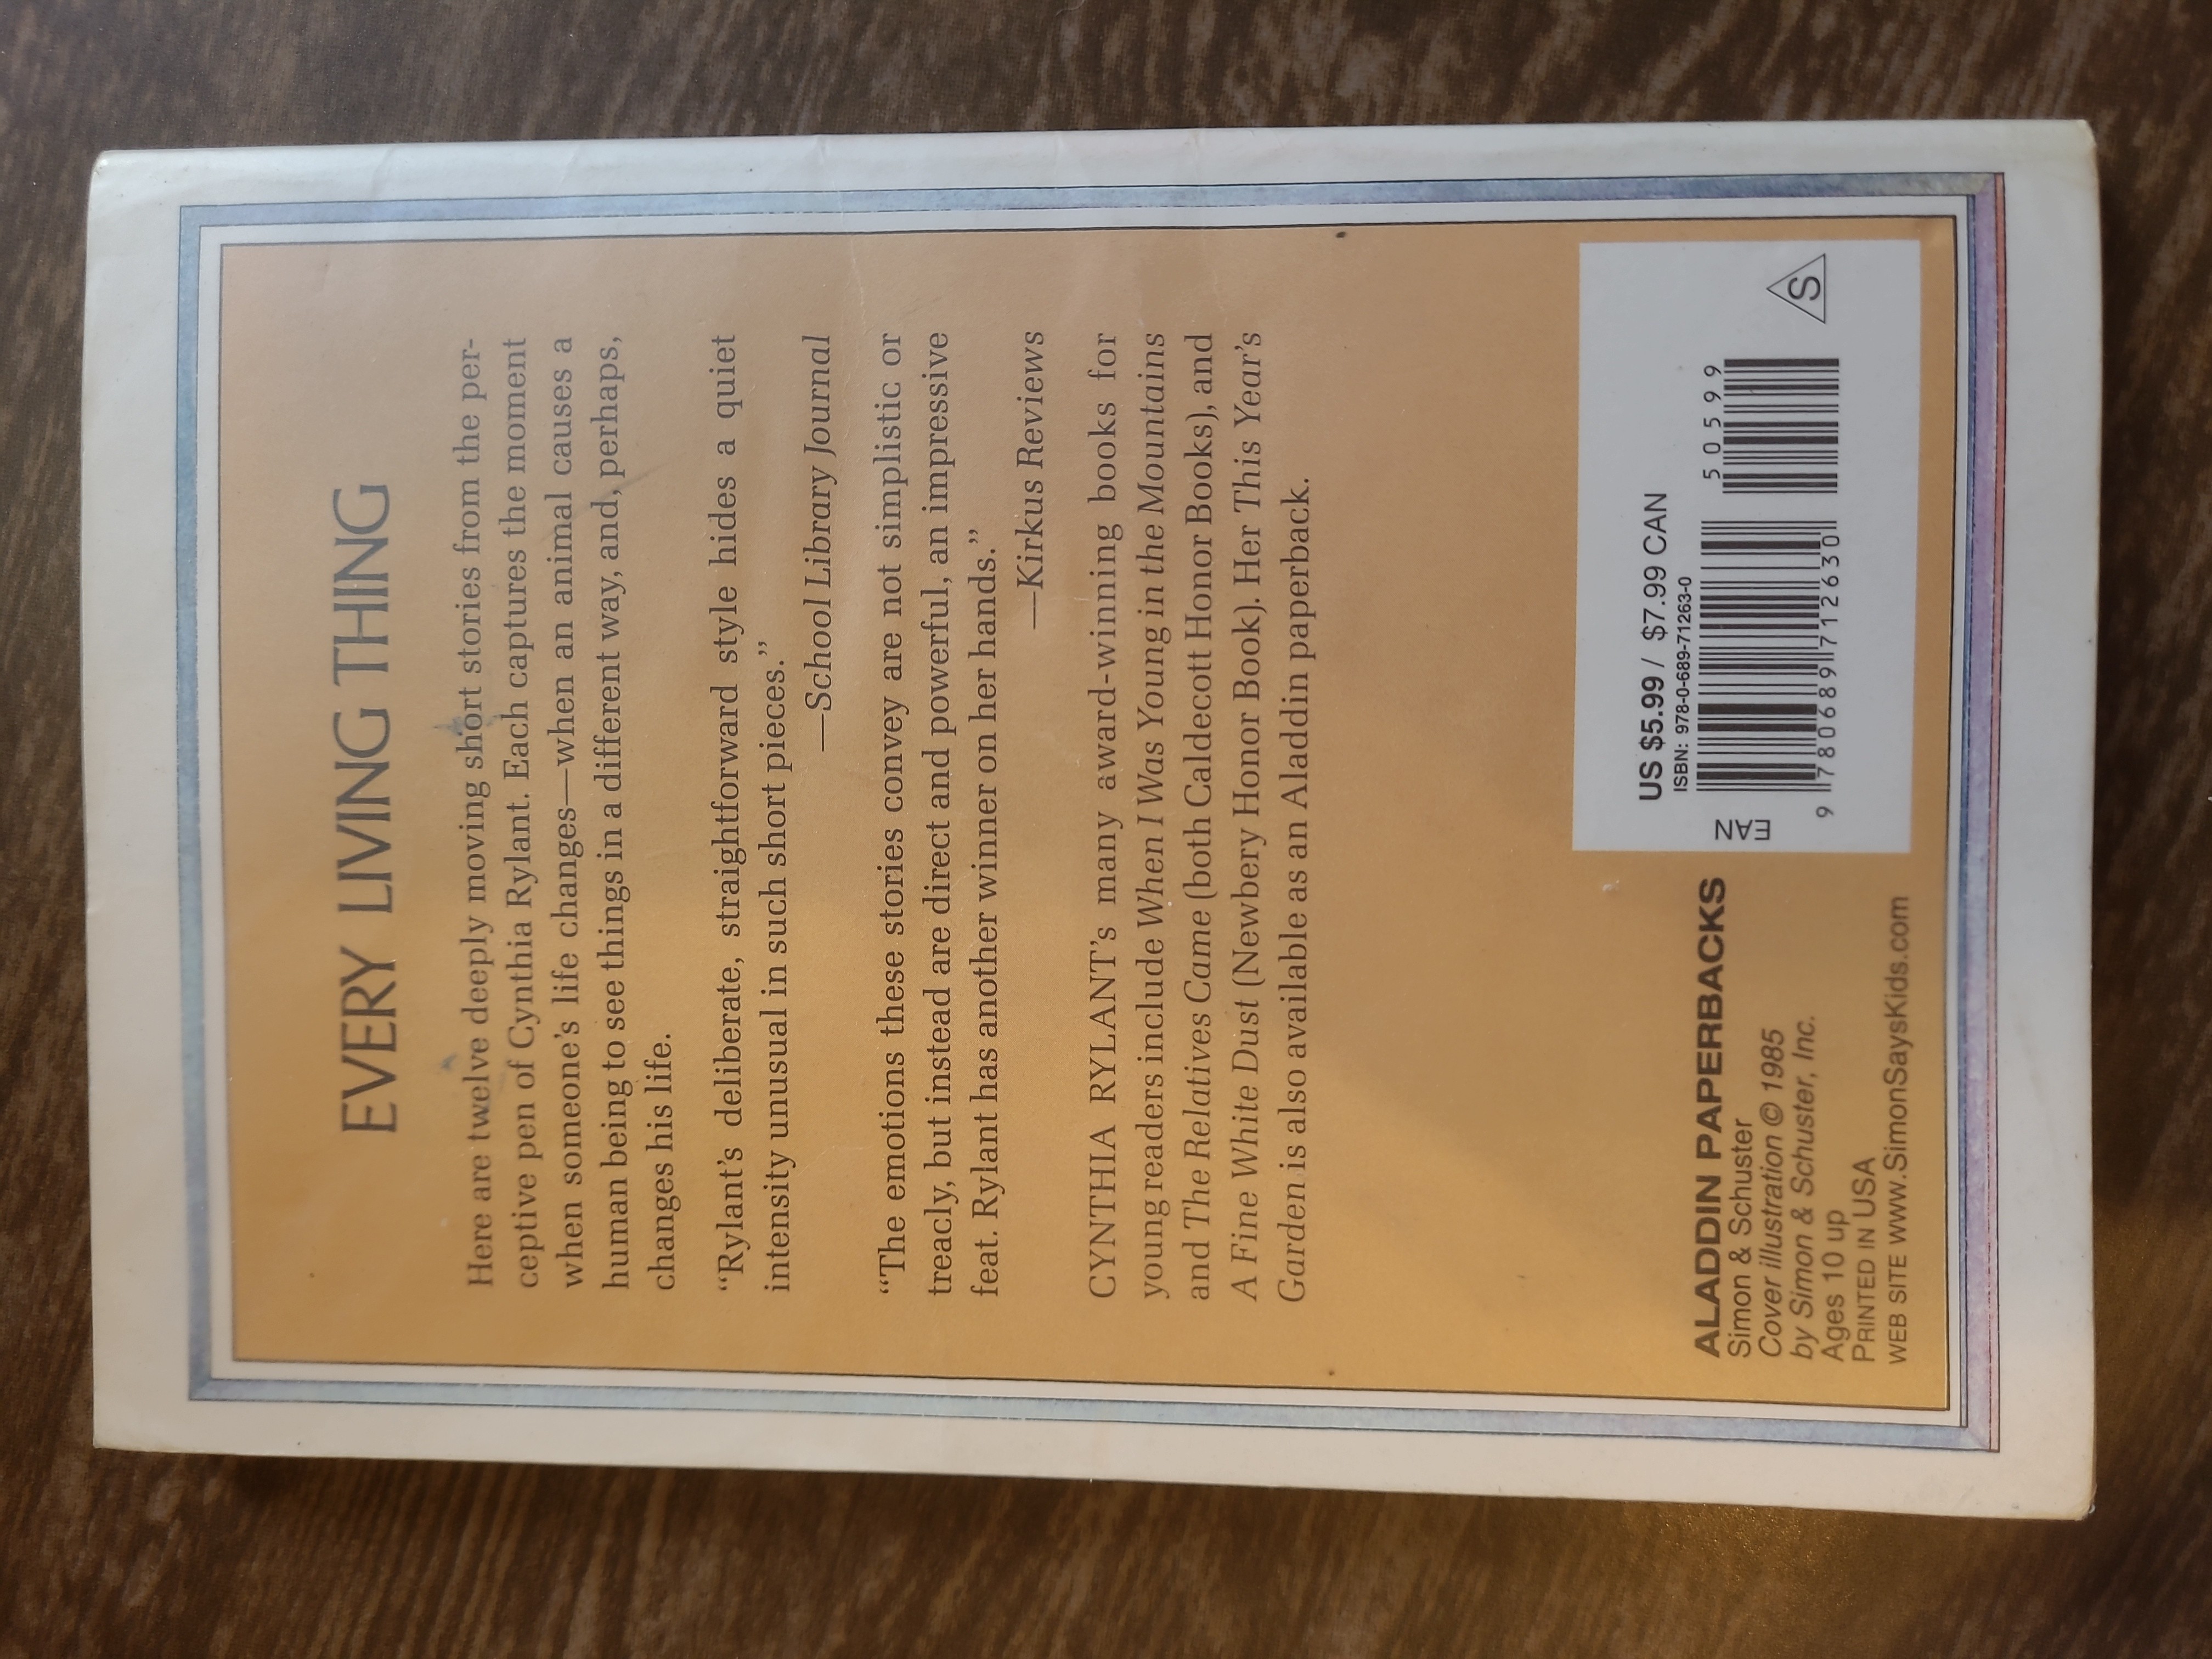 EVERY LIVING THING
Here are twelve deeply moving short stories from the per-
ceptive pen of Cynthia Rylant. Each captures the moment
when someone's life changes—when an animal causes a
human being to see things in a different way, and, perhaps,
changes his life.
“Rylant's deliberate, straightforward style hides a quiet
intensity unusual in such short pieces.”
—School Library Journal
“The emotions these stories convey are not simplistic or
treacly, but instead are direct and powerful, an impressive
feat. Rylant has another winner on her hands.”
—Kirkus Reviews
CYNTHIA RYLANT's many award-winning books for
young readers include When I Was Young in the Mountains
and The Relatives Came (both Caldecott Honor Books), and
A Fine White Dust (Newbery Honor Book). Her This Year's
Garden is also available as an Aladdin paperback.
ALADDIN PAPERBACKS
Simon & Schuster
Cover illustration © 1985
by Simon & Schuster, Inc.
Ages 10 up
PRINTED IN USA
WEB SITE www.SimonSaysKids.com
US $5.99 / $7.99 CAN
ISBN: 978-0-689-71263-0
50599
EAN
9 780689 712630
S